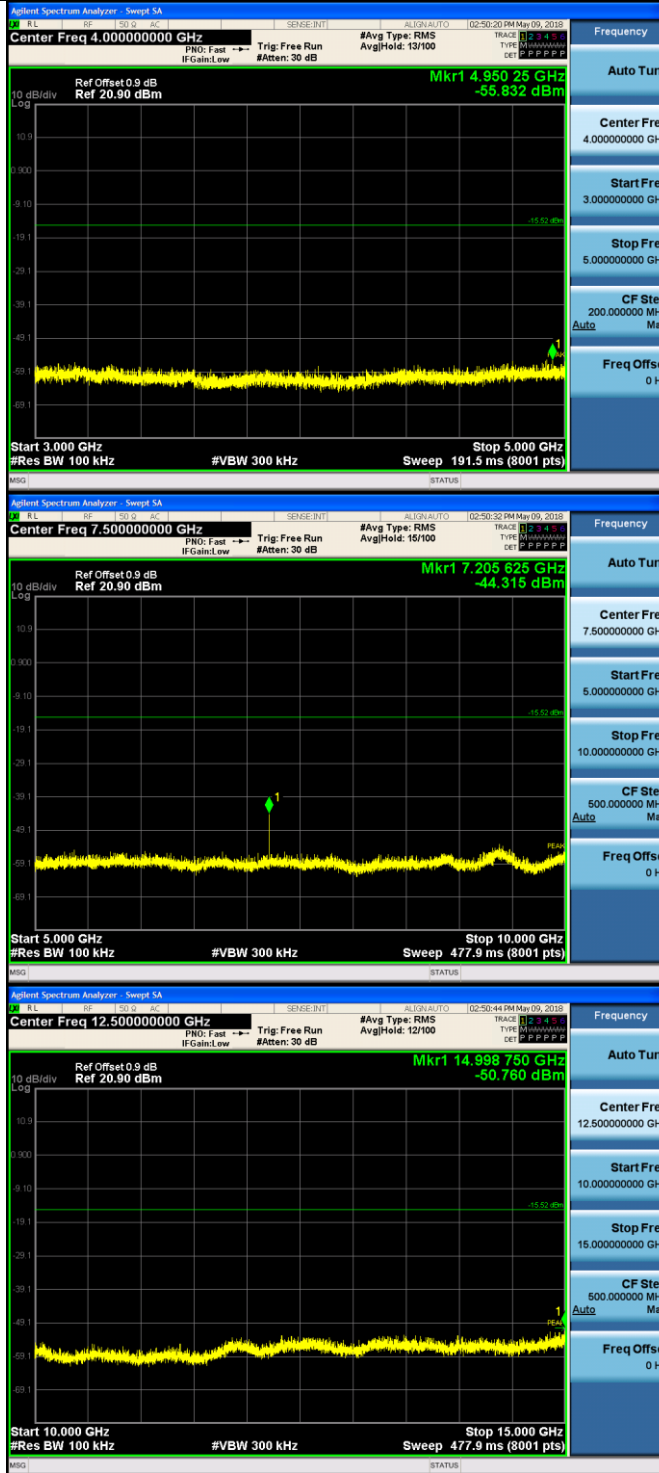 Agilent Spectrum Analyzer - Swept SA
RL RF 50 Ω AC SENSE:INT ALIGNAUTO 02:50:20 PM May 09, 2018
Center Freq 4.000000000 GHz #Avg Type: RMS TRACE 1 2 3 4 5 6
PNO: Fast Trig: Free Run Avg|Hold: 13/100 TYPE M
IFGain:Low #Atten: 30 dB DET P P P P P P
Frequency
Mkr1 4.950 25 GHz
Ref Offset 0.9 dB
10 dB/div Ref 20.90 dBm -55.832 dBm
Log
Auto Tun
10.9
0.900
-9.10
-15.52 dBm
-19.1
-29.1
-39.1
-49.1
1
-59.1
-69.1
Center Fre
4.000000000 GH
Start Fre
3.000000000 GH
Stop Fre
5.000000000 GH
CF Ste
200.000000 MH
Auto Ma
Freq Offse
0 H
Start 3.000 GHz Stop 5.000 GHz
#Res BW 100 kHz #VBW 300 kHz Sweep 191.5 ms (8001 pts)
MSG STATUS
Agilent Spectrum Analyzer - Swept SA
RL RF 50 Ω AC SENSE:INT ALIGNAUTO 02:50:32 PM May 09, 2018
Center Freq 7.500000000 GHz #Avg Type: RMS TRACE 1 2 3 4 5 6
PNO: Fast Trig: Free Run Avg|Hold: 15/100 TYPE M
IFGain:Low #Atten: 30 dB DET P P P P P P
Frequency
Mkr1 7.205 625 GHz
Ref Offset 0.9 dB
10 dB/div Ref 20.90 dBm -44.315 dBm
Log
Auto Tun
10.9
0.900
-9.10
-15.52 dBm
-19.1
-29.1
-39.1
1
-49.1
PEAK
-59.1
-69.1
Center Fre
7.500000000 GH
Start Fre
5.000000000 GH
Stop Fre
10.000000000 GH
CF Ste
500.000000 MH
Auto Ma
Freq Offse
0 H
Start 5.000 GHz Stop 10.000 GHz
#Res BW 100 kHz #VBW 300 kHz Sweep 477.9 ms (8001 pts)
MSG STATUS
Agilent Spectrum Analyzer - Swept SA
RL RF 50 Ω AC SENSE:INT ALIGNAUTO 02:50:44 PM May 09, 2018
Center Freq 12.500000000 GHz #Avg Type: RMS TRACE 1 2 3 4 5 6
PNO: Fast Trig: Free Run Avg|Hold: 12/100 TYPE M
IFGain:Low #Atten: 30 dB DET P P P P P P
Frequency
Mkr1 14.998 750 GHz
Ref Offset 0.9 dB
10 dB/div Ref 20.90 dBm -50.760 dBm
Log
Auto Tun
10.9
0.900
-9.10
-15.52 dBm
-19.1
-29.1
-39.1
1
-49.1
PEAK
-59.1
-69.1
Center Fre
12.500000000 GH
Start Fre
10.000000000 GH
Stop Fre
15.000000000 GH
CF Ste
500.000000 MH
Auto Ma
Freq Offse
0 H
Start 10.000 GHz Stop 15.000 GHz
#Res BW 100 kHz #VBW 300 kHz Sweep 477.9 ms (8001 pts)
MSG STATUS